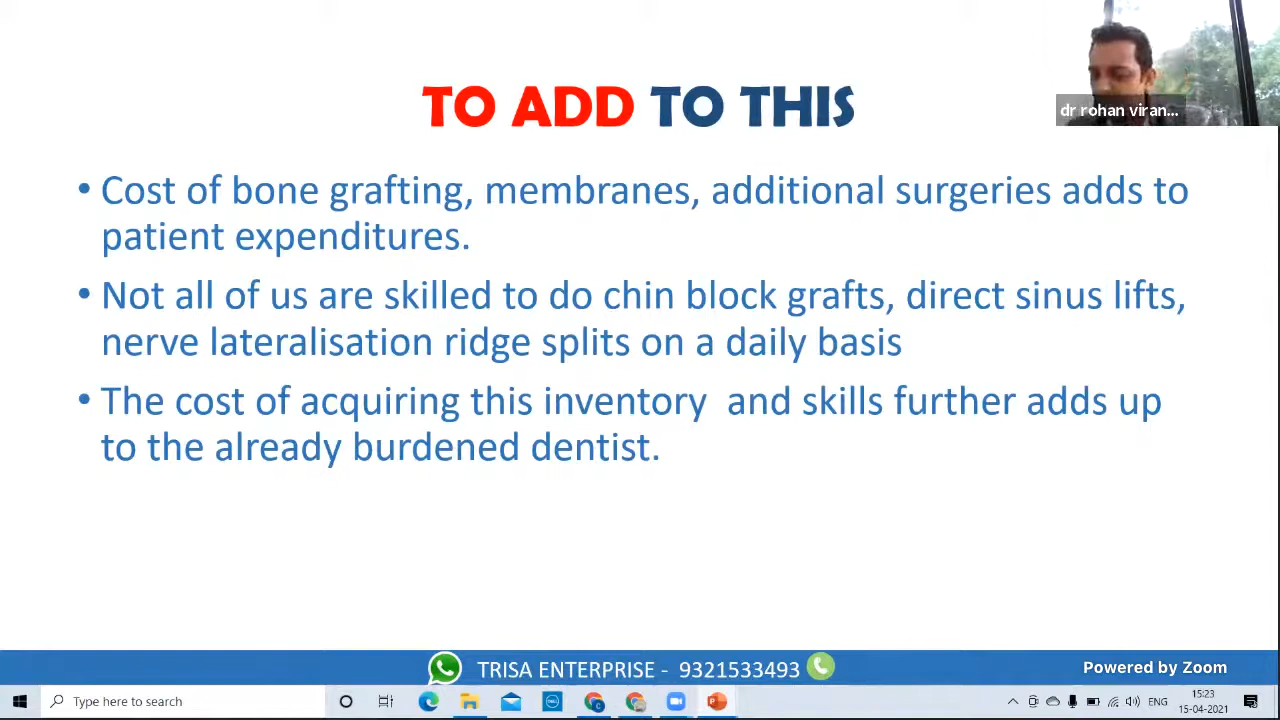 dr rohan viran...
TO ADD TO THIS
• Cost of bone grafting, membranes, additional surgeries adds to
patient expenditures.
• Not all of us are skilled to do chin block grafts, direct sinus lifts,
nerve lateralisation ridge splits on a daily basis
• The cost of acquiring this inventory  and skills further adds up
to the already burdened dentist.
TRISA ENTERPRISE - 9321533493
Powered by Zoom
Type here to search
ENG
15:23
15-04-2021